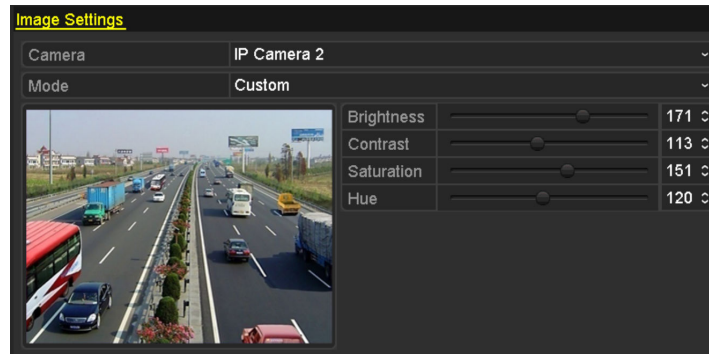 Image Settings
Camera IP Camera 2
Mode Custom
Brightness 171
Contrast 113
Saturation 151
Hue 120